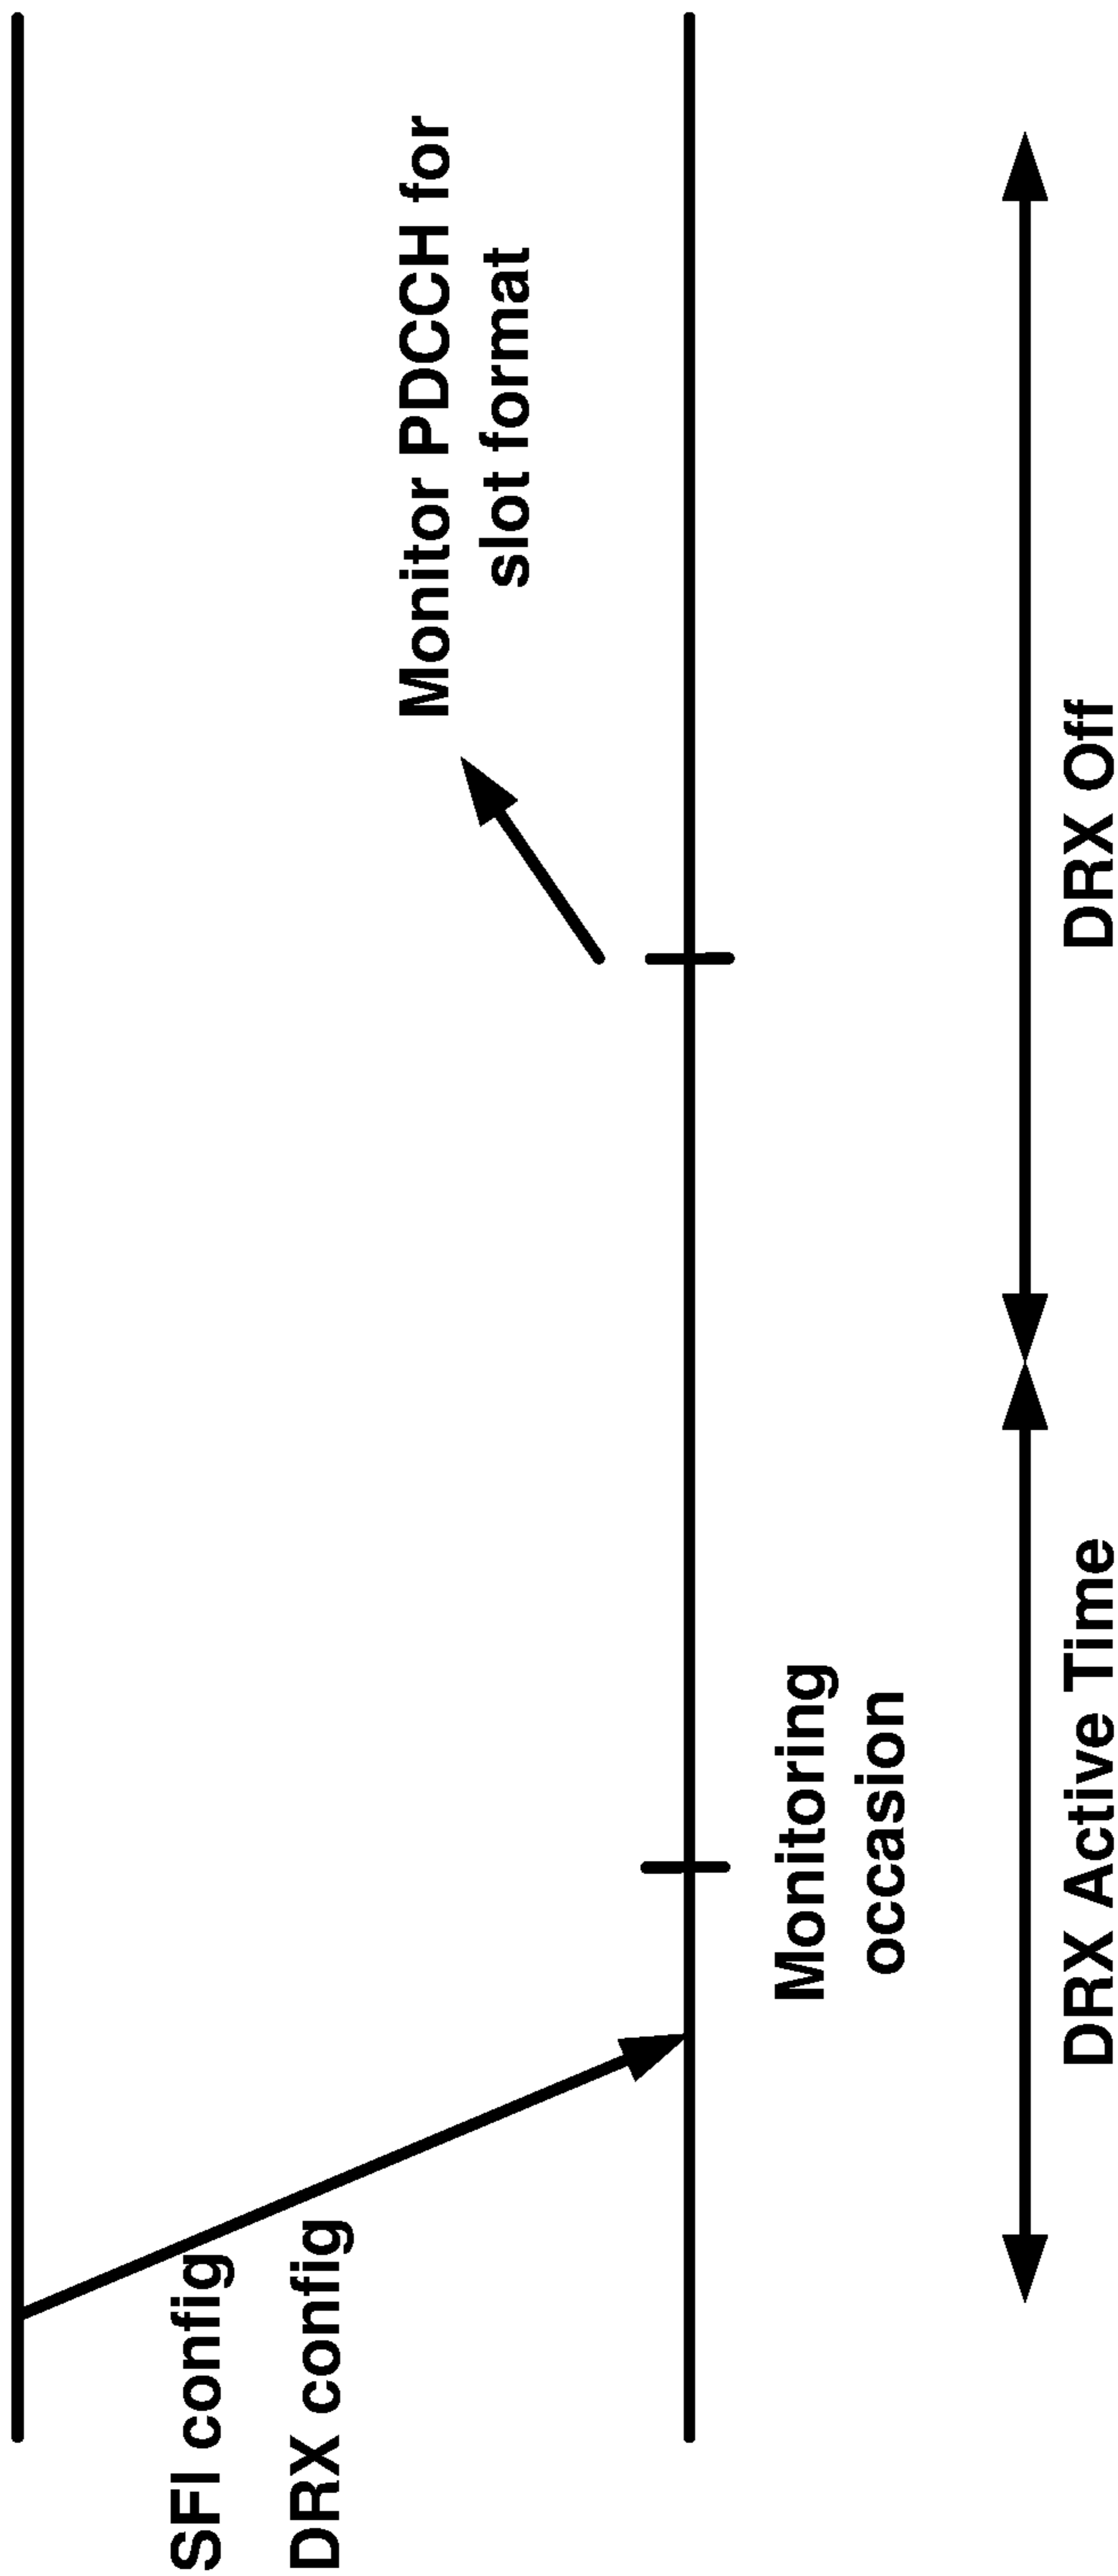 SFI config
DRX config
Monitor PDCCH for
slot format
Monitoring
occasion
DRX Active Time
DRX Off